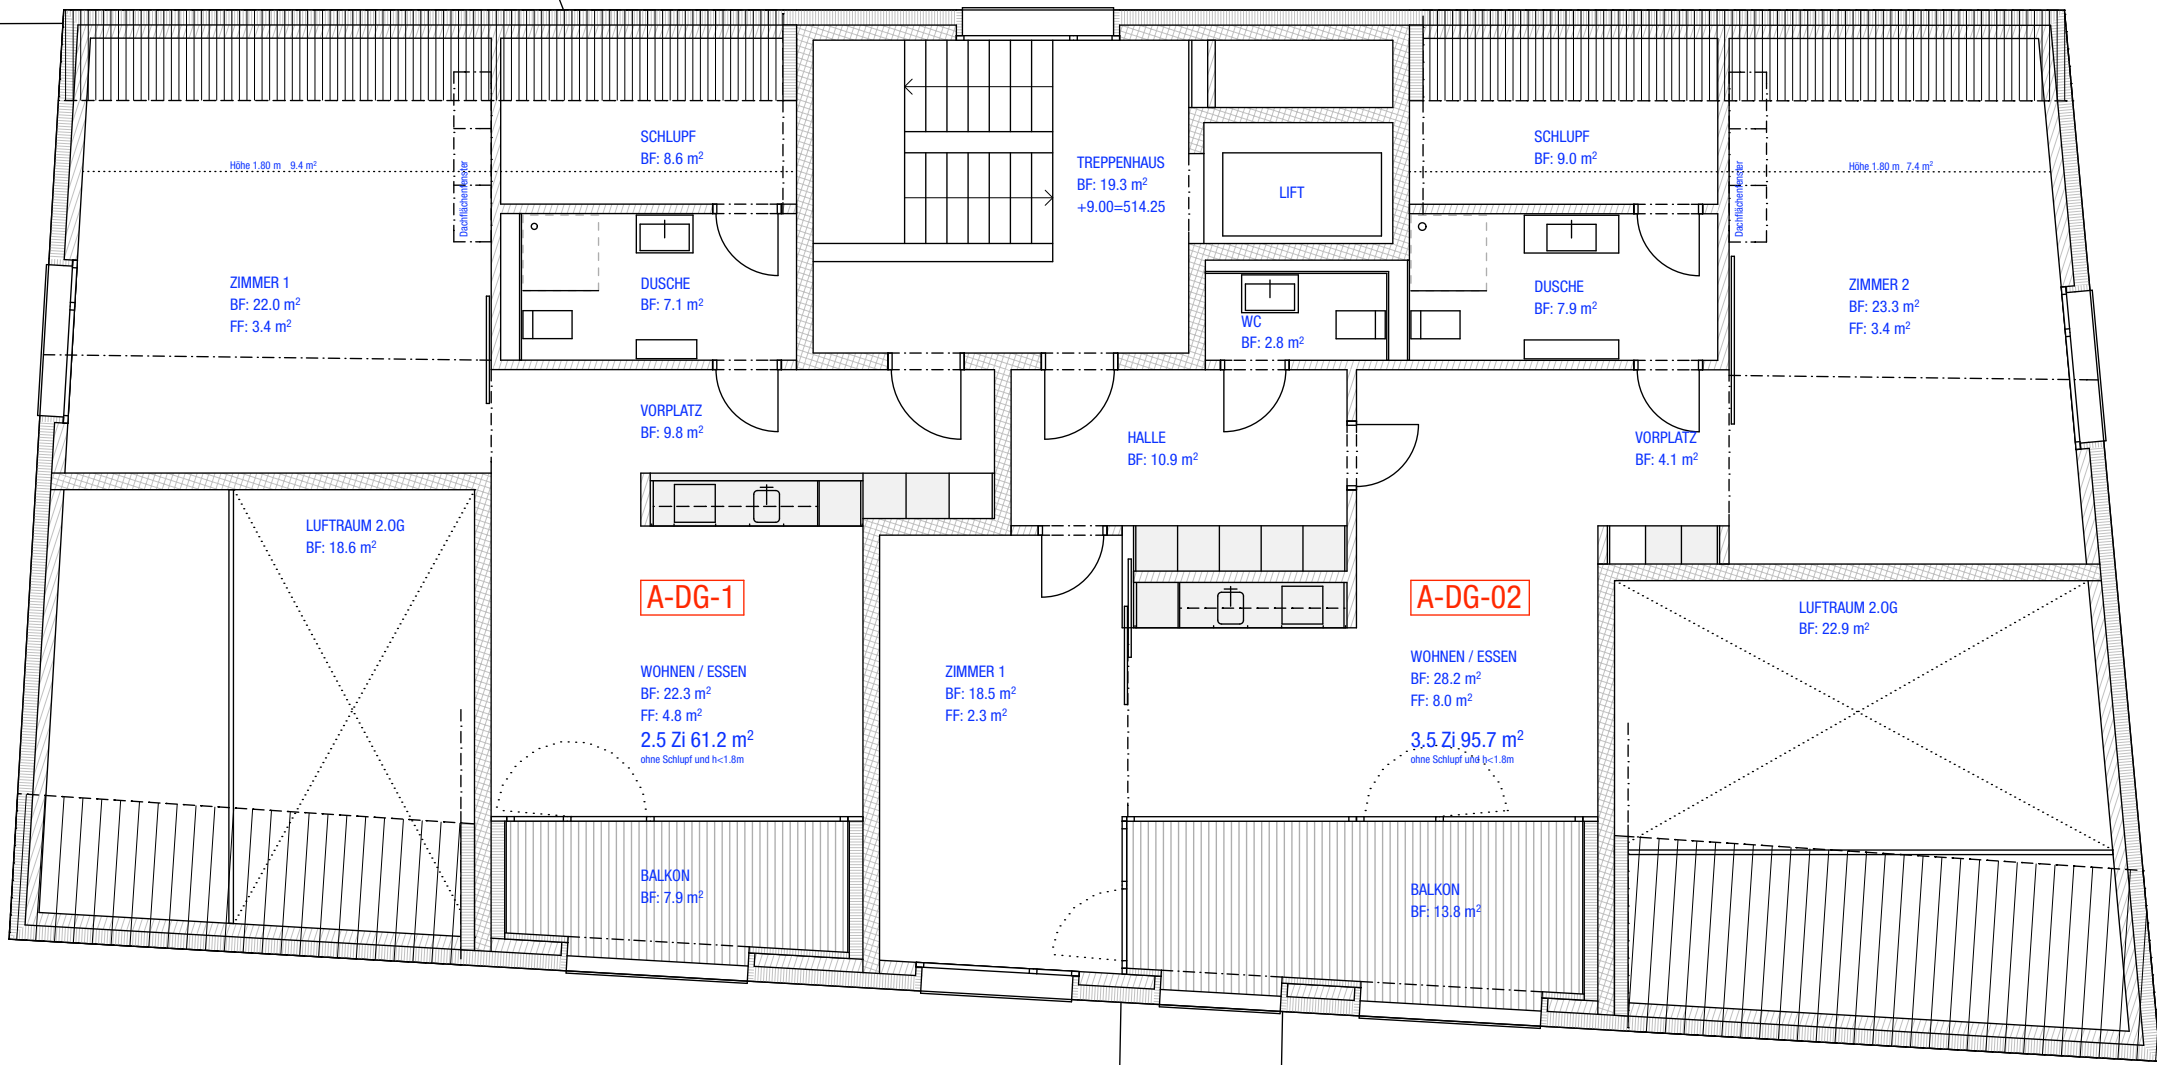 SCHLUPF
BF: 8.6 m²
Höhe 1.80 m 9.4 m²
Dachflächenfenster
TREPPENHAUS
BF: 19.3 m²
+9.00=514.25
LIFT
SCHLUPF
BF: 9.0 m²
Höhe 1.80 m 7.4 m²
Dachflächenfenster
ZIMMER 1
BF: 22.0 m²
FF: 3.4 m²
DUSCHE
BF: 7.1 m²
WC
BF: 2.8 m²
DUSCHE
BF: 7.9 m²
ZIMMER 2
BF: 23.3 m²
FF: 3.4 m²
VORPLATZ
BF: 9.8 m²
HALLE
BF: 10.9 m²
VORPLATZ
BF: 4.1 m²
LUFTRAUM 2.OG
BF: 18.6 m²
A-DG-1
A-DG-02
LUFTRAUM 2.OG
BF: 22.9 m²
WOHNEN / ESSEN
BF: 22.3 m²
FF: 4.8 m²
2.5 Zi 61.2 m²
ohne Schlupf und h<1.8m
ZIMMER 1
BF: 18.5 m²
FF: 2.3 m²
WOHNEN / ESSEN
BF: 28.2 m²
FF: 8.0 m²
3.5 Zi 95.7 m²
ohne Schlupf und h<1.8m
BALKON
BF: 7.9 m²
BALKON
BF: 13.8 m²